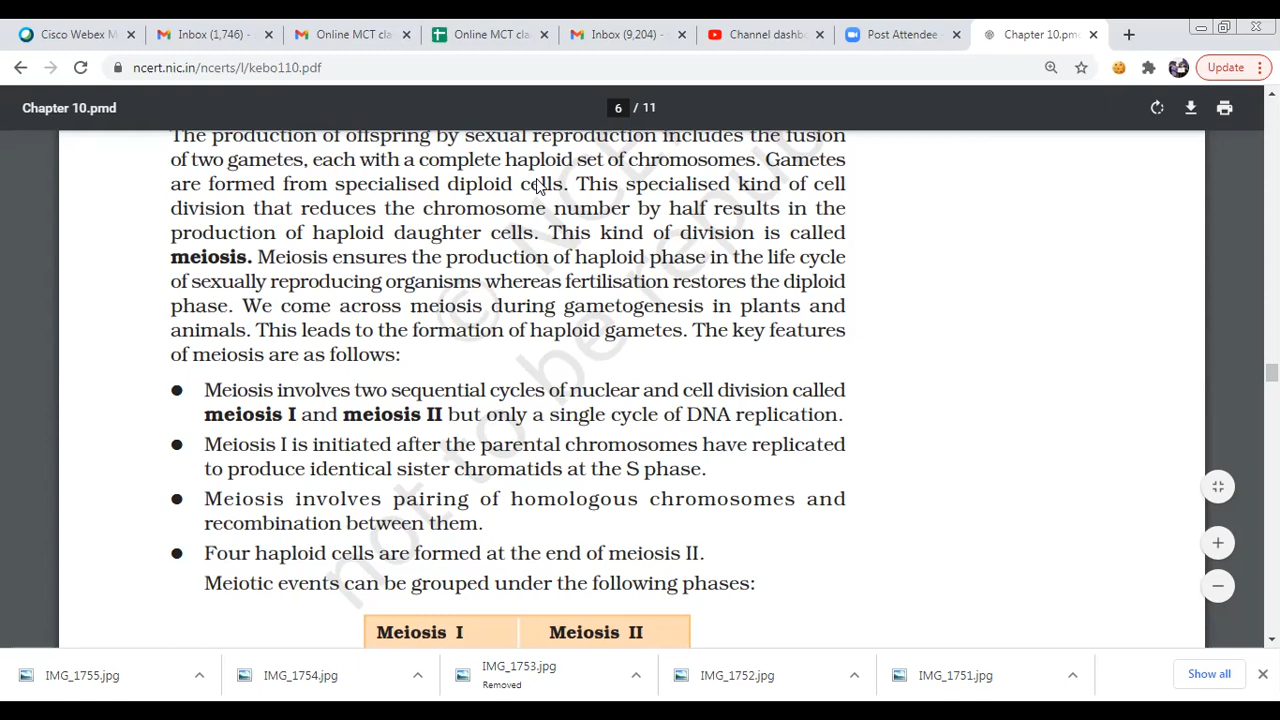 Cisco Webex M
Inbox (1,746) -
Online MCT cla
Online MCT clas
Inbox (9,204) -
Channel dashbo
Post Attendee -
Chapter 10.pmd
ncert.nic.in/ncerts/l/kebo110.pdf
Update
Chapter 10.pmd
6 / 11
The production of offspring by sexual reproduction includes the fusion
of two gametes, each with a complete haploid set of chromosomes. Gametes
are formed from specialised diploid cells. This specialised kind of cell
division that reduces the chromosome number by half results in the
production of haploid daughter cells. This kind of division is called
meiosis. Meiosis ensures the production of haploid phase in the life cycle
of sexually reproducing organisms whereas fertilisation restores the diploid
phase. We come across meiosis during gametogenesis in plants and
animals. This leads to the formation of haploid gametes. The key features
of meiosis are as follows:
● Meiosis involves two sequential cycles of nuclear and cell division called
meiosis I and meiosis II but only a single cycle of DNA replication.
● Meiosis I is initiated after the parental chromosomes have replicated
to produce identical sister chromatids at the S phase.
● Meiosis involves pairing of homologous chromosomes and
recombination between them.
● Four haploid cells are formed at the end of meiosis II.
Meiotic events can be grouped under the following phases:
Meiosis I Meiosis II
© NCE
not to be repu
IMG_1755.jpg
IMG_1754.jpg
IMG_1753.jpg
Removed
IMG_1752.jpg
IMG_1751.jpg
Show all